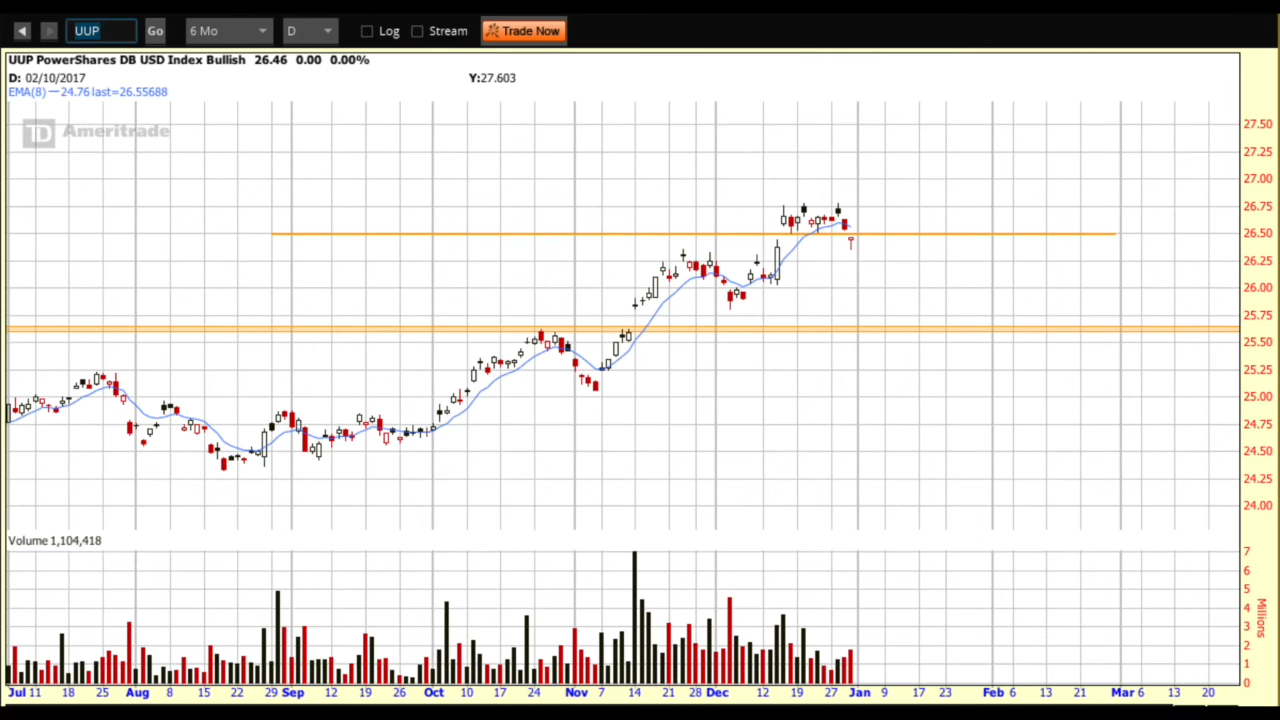 UUP Go 6 Mo D Log Stream Trade Now
UUP PowerShares DB USD Index Bullish 26.46 0.00 0.00%
D: 02/10/2017 Y:27.603
EMA(8) —24.76 last=26.55688
TD Ameritrade
27.50
27.25
27.00
26.75
26.50
26.25
26.00
25.75
25.50
25.25
25.00
24.75
24.50
24.25
24.00
Volume 1,104,418
7
6
5
4
3
2
1
0
Millions
Jul 11 18 25 Aug 8 15 22 29 Sep 12 19 26 Oct 10 17 24 Nov 7 14 21 28 Dec 12 19 27 Jan 9 17 23 Feb 6 13 21 Mar 6 13 20